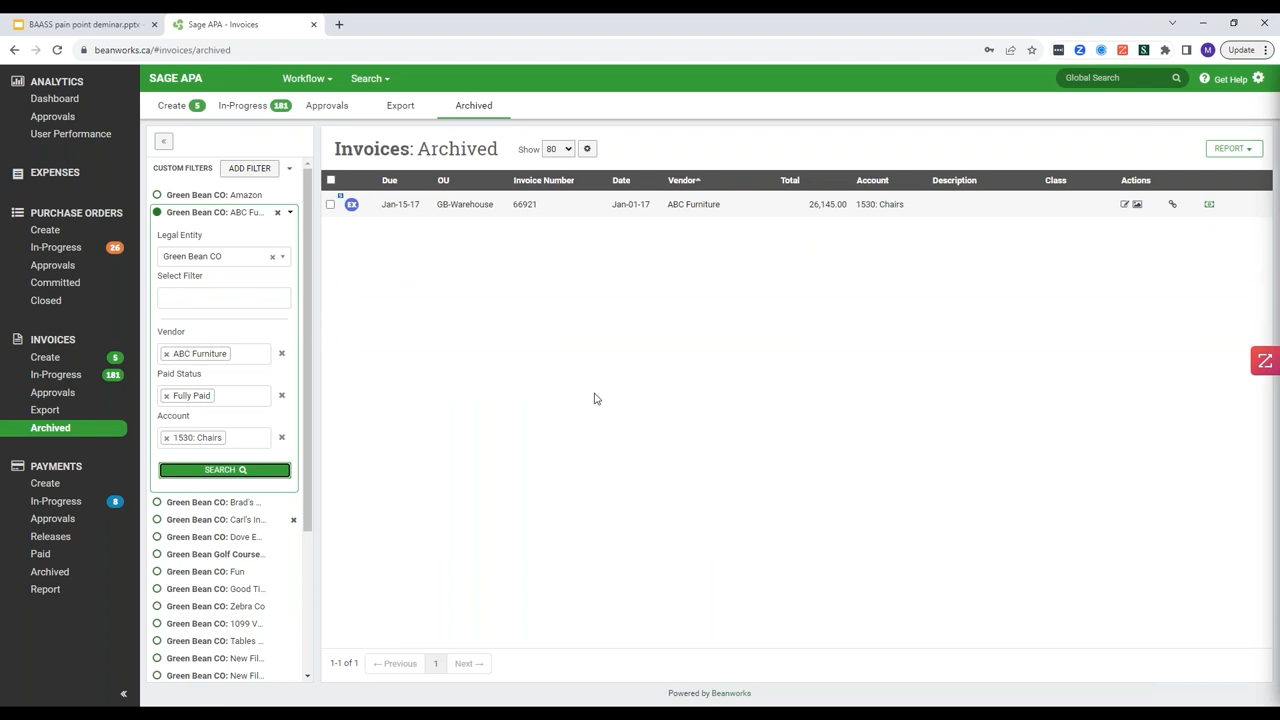 BAASS pain point deminar.pptx
Sage APA - Invoices
beanworks.ca/#invoices/archived
Update
ANALYTICS
Dashboard
Approvals
User Performance
EXPENSES
PURCHASE ORDERS
Create
In-Progress 26
Approvals
Committed
Closed
INVOICES
Create 5
In-Progress 181
Approvals
Export
Archived
PAYMENTS
Create
In-Progress 8
Approvals
Releases
Paid
Archived
Report
SAGE APA Workflow Search Global Search Get Help
Create 5 In-Progress 181 Approvals Export Archived
CUSTOM FILTERS ADD FILTER
Green Bean CO: Amazon
Green Bean CO: ABC Fu...
Legal Entity
Green Bean CO
Select Filter
Vendor
ABC Furniture
Paid Status
Fully Paid
Account
1530: Chairs
SEARCH
Green Bean CO: Brad's ...
Green Bean CO: Carl's In...
Green Bean CO: Dove E...
Green Bean Golf Course...
Green Bean CO: Fun
Green Bean CO: Good Ti...
Green Bean CO: Zebra Co
Green Bean CO: 1099 V...
Green Bean CO: Tables ...
Green Bean CO: New Fil...
Green Bean CO: New Fil...
Invoices: Archived Show 80 REPORT
Due OU Invoice Number Date Vendor Total Account Description Class Actions
EX Jan-15-17 GB-Warehouse 66921 Jan-01-17 ABC Furniture 26,145.00 1530: Chairs
1-1 of 1 ← Previous 1 Next →
Powered by Beanworks